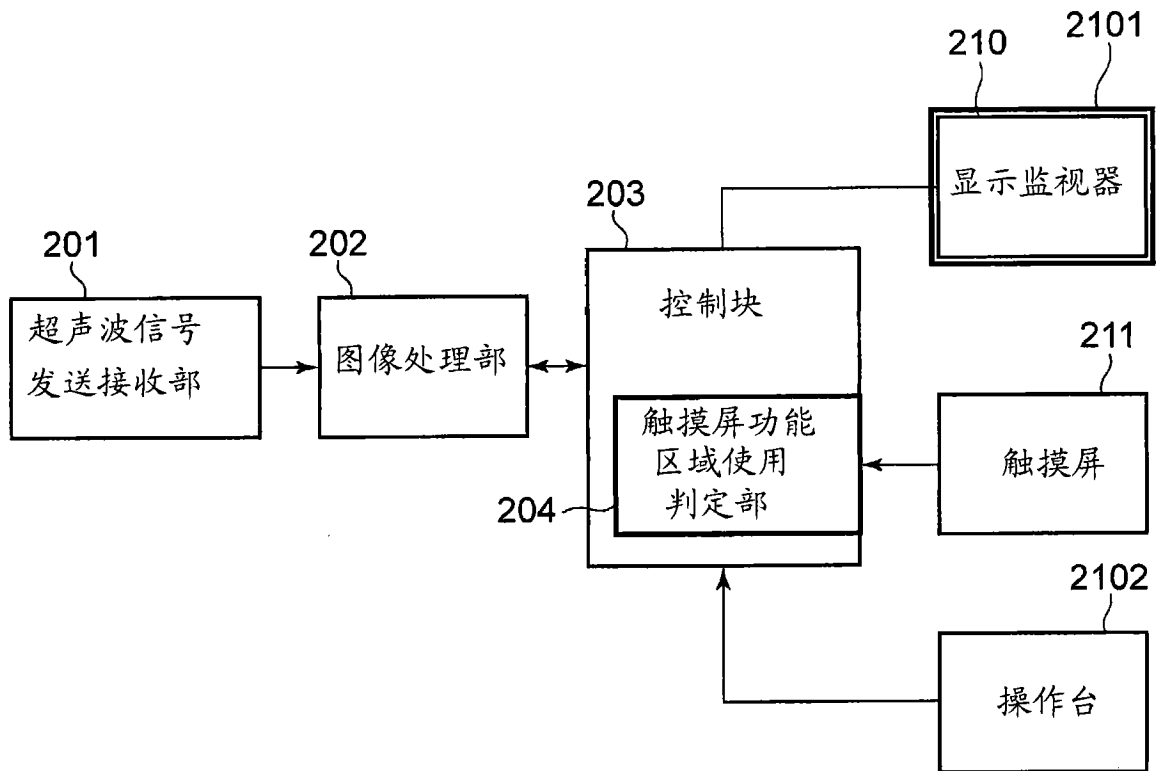 210
2101
显示监视器
203
201
202
控制块
超声波信号
发送接收部
图像处理部
211
触摸屏功能
区域使用
判定部
触摸屏
204
2102
操作台